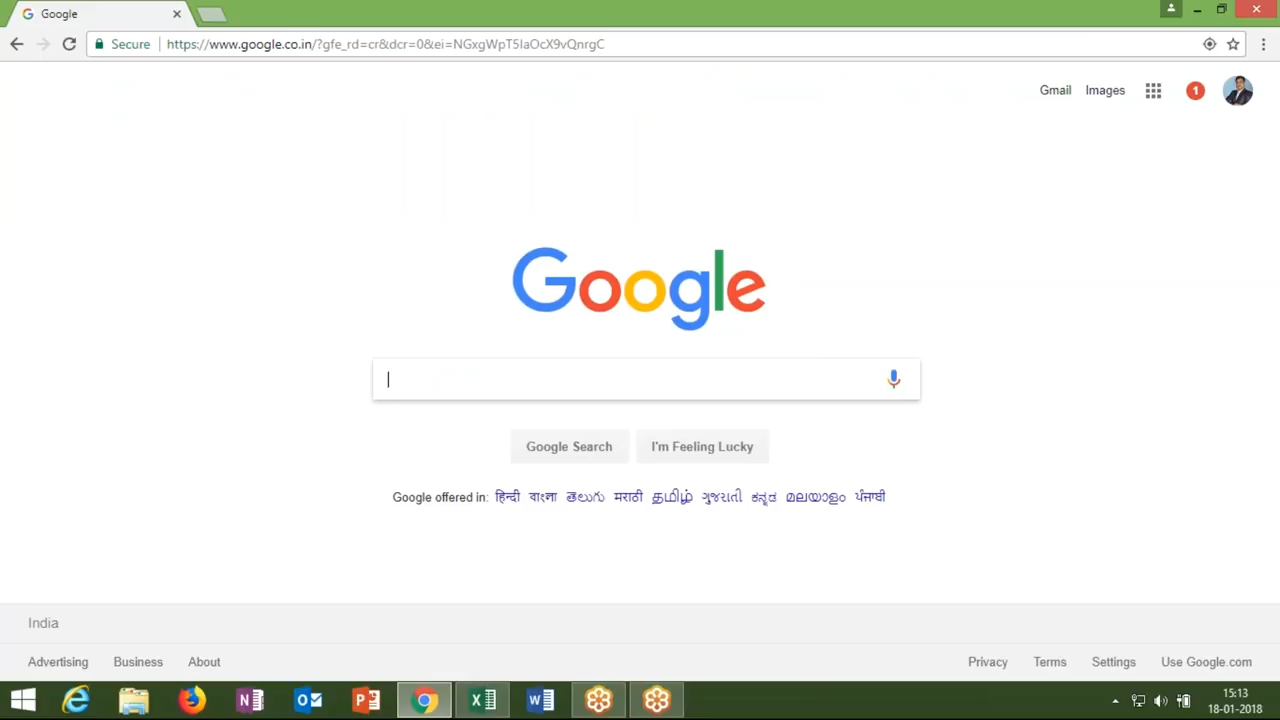 Google
Secure https://www.google.co.in/?gfe_rd=cr&dcr=0&ei=NGxgWpT5IaOcX9vQnrgC
Gmail Images 1
Google
Google Search I'm Feeling Lucky
Google offered in: हिन्दी বাংলা తెలుగు मराठी தமிழ் ગુજરાતી ಕನ್ನಡ മലയാളം ਪੰਜਾਬੀ
India
Advertising Business About Privacy Terms Settings Use Google.com
15:13
18-01-2018